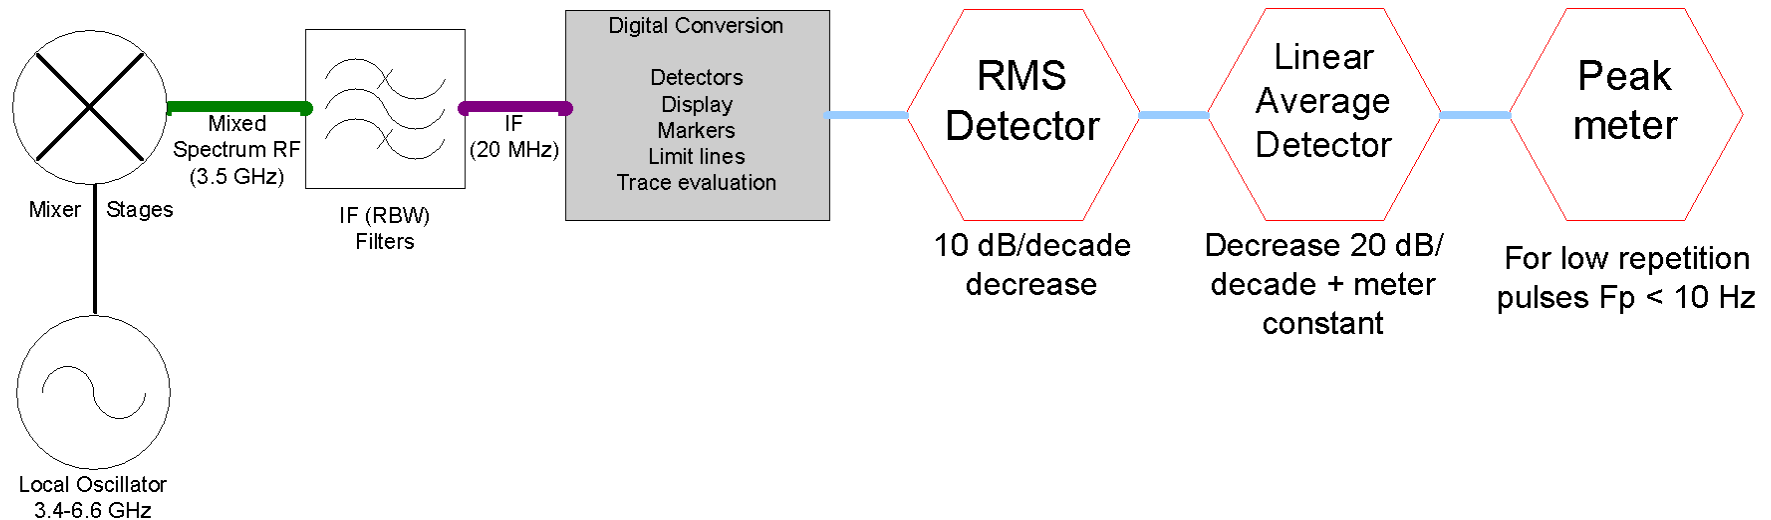 Mixer
Stages
Local Oscillator
3.4-6.6 GHz
Mixed
Spectrum RF
(3.5 GHz)
IF (RBW)
Filters
IF
(20 MHz)
Digital Conversion
Detectors
Display
Markers
Limit lines
Trace evaluation
RMS
Detector
10 dB/decade
decrease
Linear
Average
Detector
Decrease 20 dB/
decade + meter
constant
Peak
meter
For low repetition
pulses Fp < 10 Hz